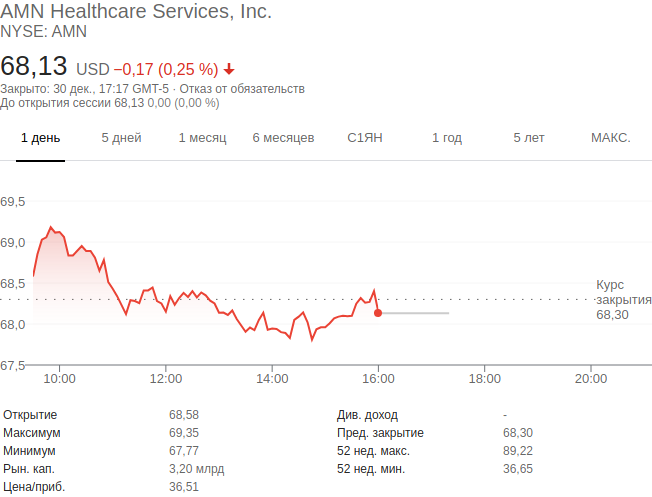 AMN Healthcare Services, Inc.
NYSE: AMN
68,13 USD −0,17 (0,25 %)
Закрыто: 30 дек., 17:17 GMT-5 · Отказ от обязательств
До открытия сессии 68,13 0,00 (0,00 %)
1 день 5 дней 1 месяц 6 месяцев С1ЯН 1 год 5 лет МАКС.
69,5
69,0
68,5
68,0
67,5
Курс
закрытия
68,30
10:00 12:00 14:00 16:00 18:00 20:00
Открытие 68,58 Див. доход -
Максимум 69,35 Пред. закрытие 68,30
Минимум 67,77 52 нед. макс. 89,22
Рын. кап. 3,20 млрд 52 нед. мин. 36,65
Цена/приб. 36,51